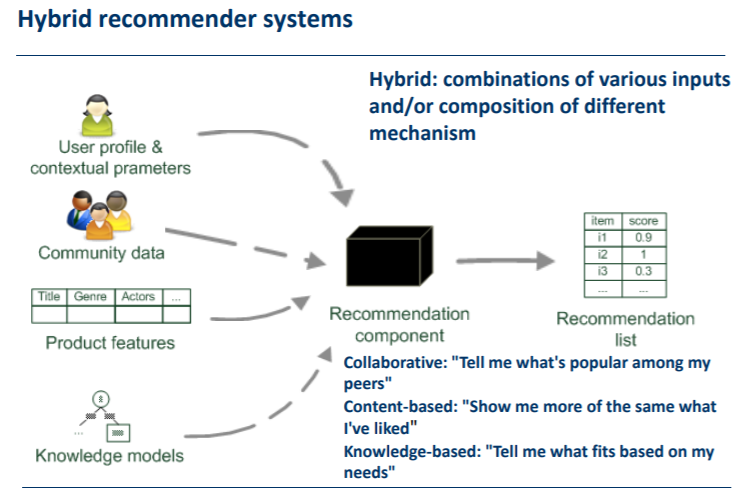 Hybrid recommender systems
Hybrid: combinations of various inputs
and/or composition of different
mechanism
User profile &
contextual prameters
Community data
Title Genre Actors ...
Product features
...
Knowledge models
Recommendation
component
item score
i1 0.9
i2 1
i3 0.3
... ...
Recommendation
list
Collaborative: "Tell me what's popular among my
peers"
Content-based: "Show me more of the same what
I've liked"
Knowledge-based: "Tell me what fits based on my
needs"